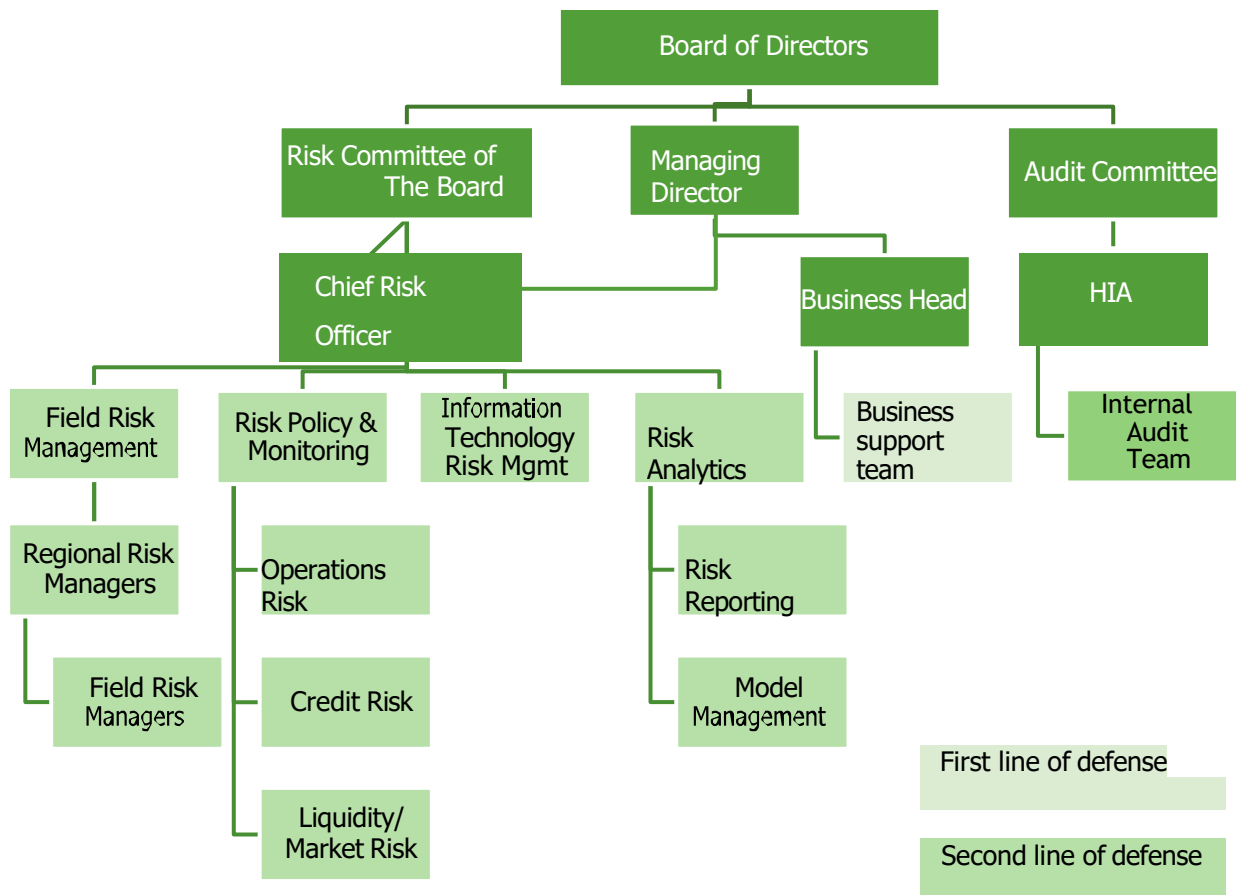 Board of Directors
Risk Committee of
The Board
Managing
Director
Audit Committee
Chief Risk
Officer
Business Head
HIA
Field Risk
Management
Risk Policy &
Monitoring
Information
Technology
Risk Mgmt
Risk
Analytics
Business
support
team
Internal
Audit
Team
Regional Risk
Managers
Operations
Risk
Risk
Reporting
Field Risk
Managers
Credit Risk
Model
Management
Liquidity/
Market Risk
First line of defense
Second line of defense